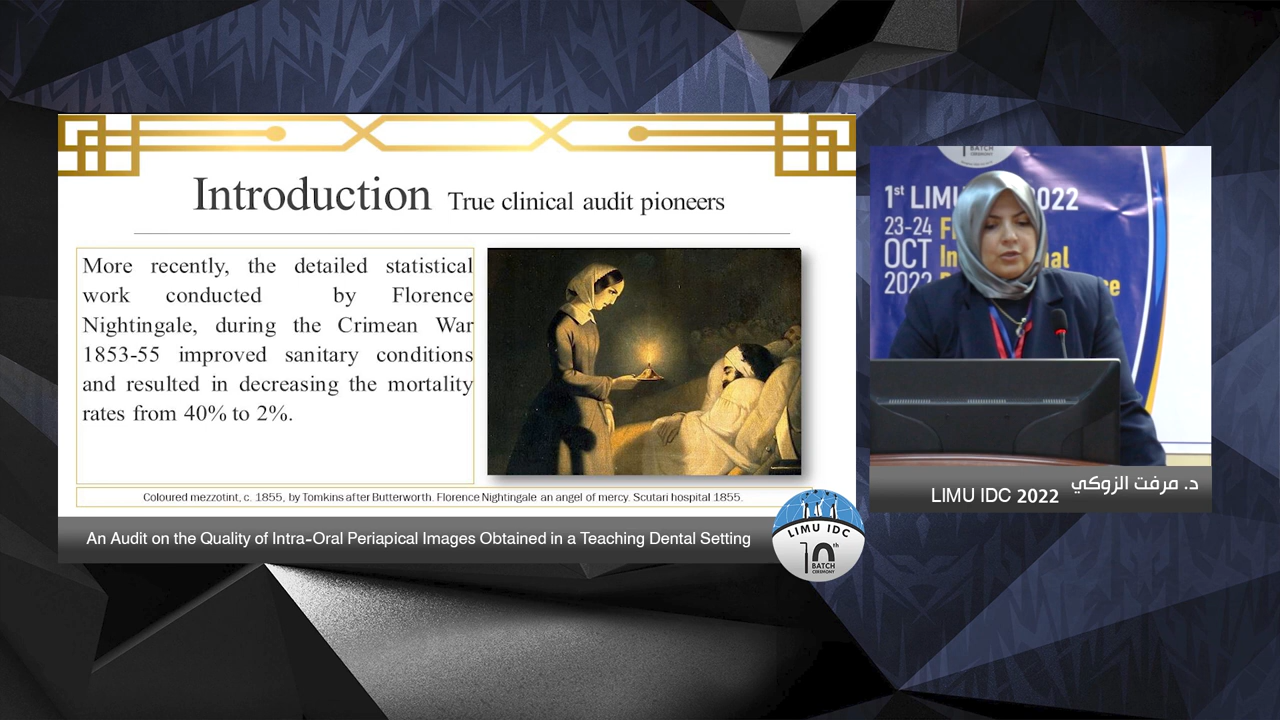 Introduction True clinical audit pioneers
More recently, the detailed statistical
work conducted by Florence
Nightingale, during the Crimean War
1853-55 improved sanitary conditions
and resulted in decreasing the mortality
rates from 40% to 2%.
Coloured mezzotint, c. 1855, by Tomkins after Butterworth. Florence Nightingale an angel of mercy. Scutari hospital 1855.
An Audit on the Quality of Intra-Oral Periapical Images Obtained in a Teaching Dental Setting
LIMU IDC
10th
BATCH
CEREMONY
BATCH
CEREMONY
1st LIMU 2022
23-24
OCT
2022
د. مرفت الزوكي
LIMU IDC 2022